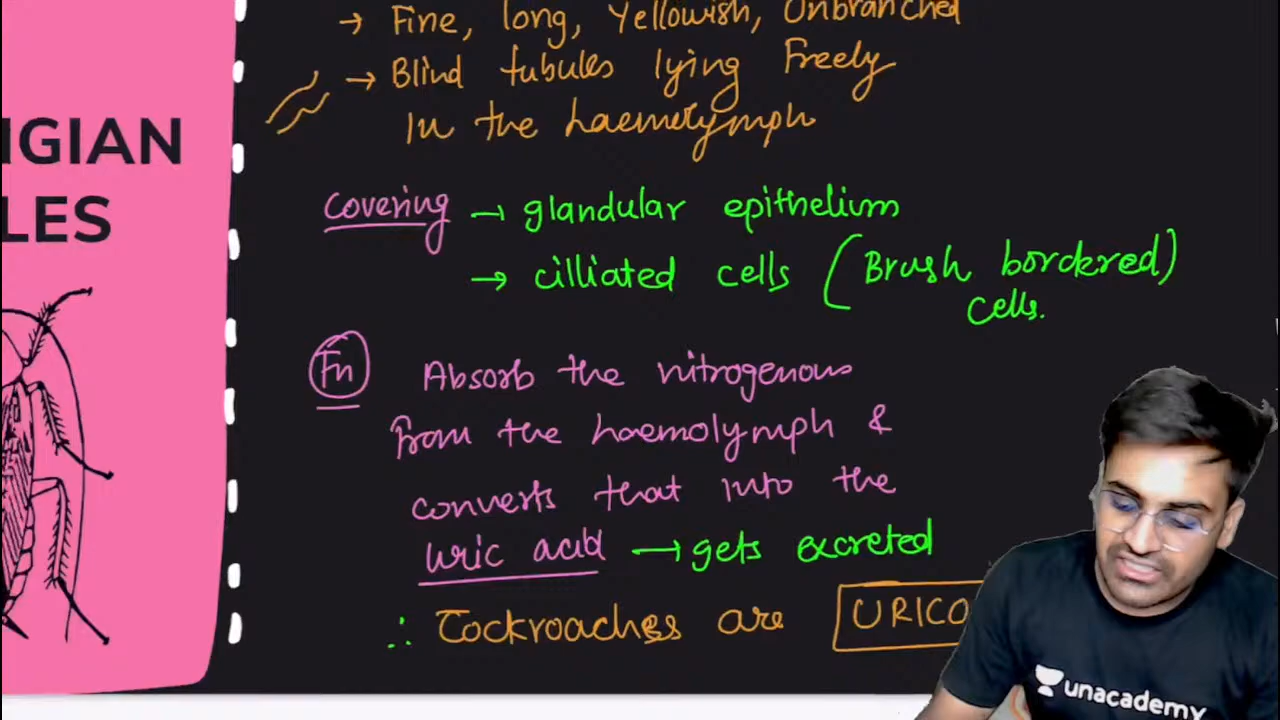 → Fine, long, Yellowish, Unbranched
→ Blind tubules lying Freely
In the haemolymph
IGIAN
LES
Covering → glandular epithelium
→ cilliated cells (Brush bordered)
Cells.
Fn Absorb the nitrogenous
from the haemolymph &
converts that into the
Uric acid → gets excreted
∴ Cockroaches are URICO
unacademy